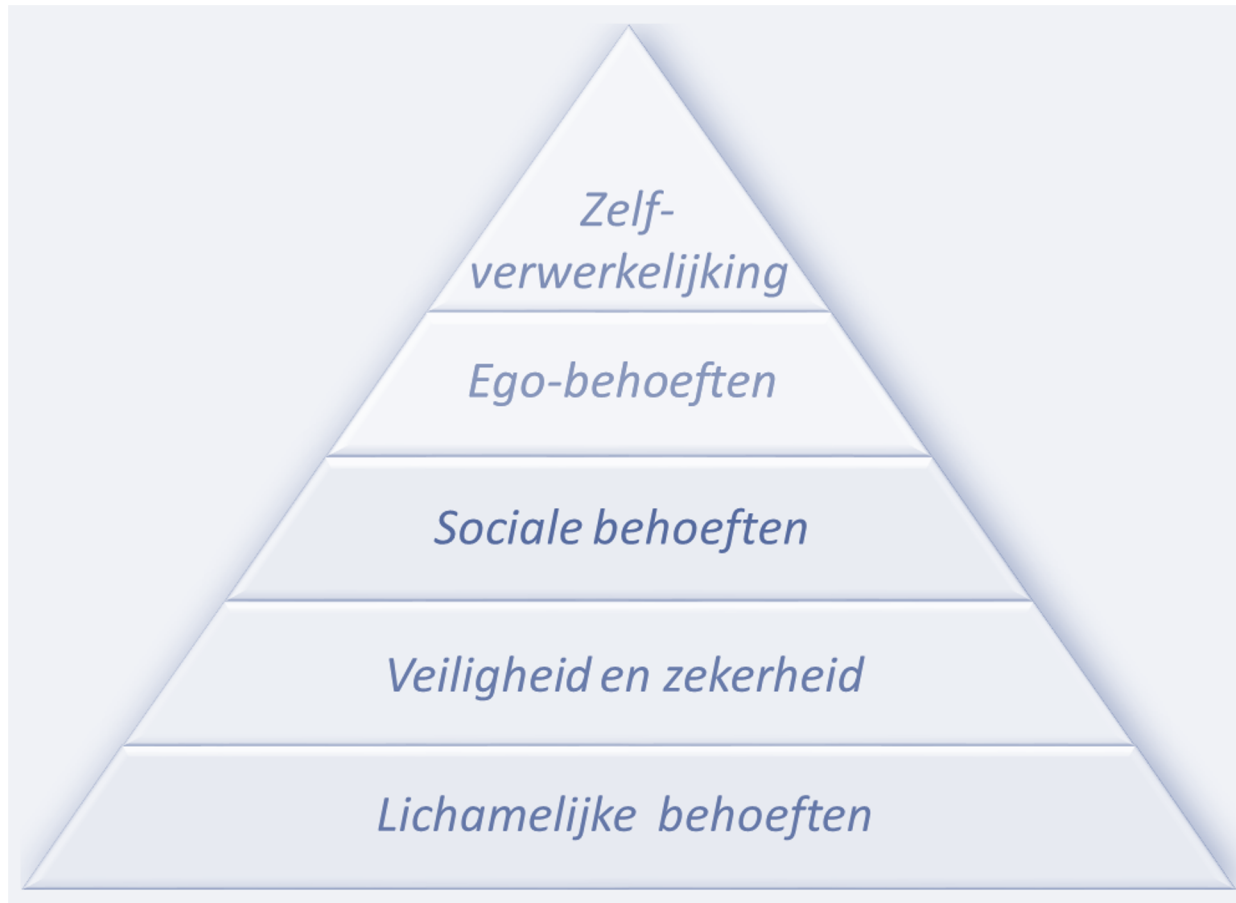 Zelf-
verwerkelijking
Ego-behoeften
Sociale behoeften
Veiligheid en zekerheid
Lichamelijke behoeften